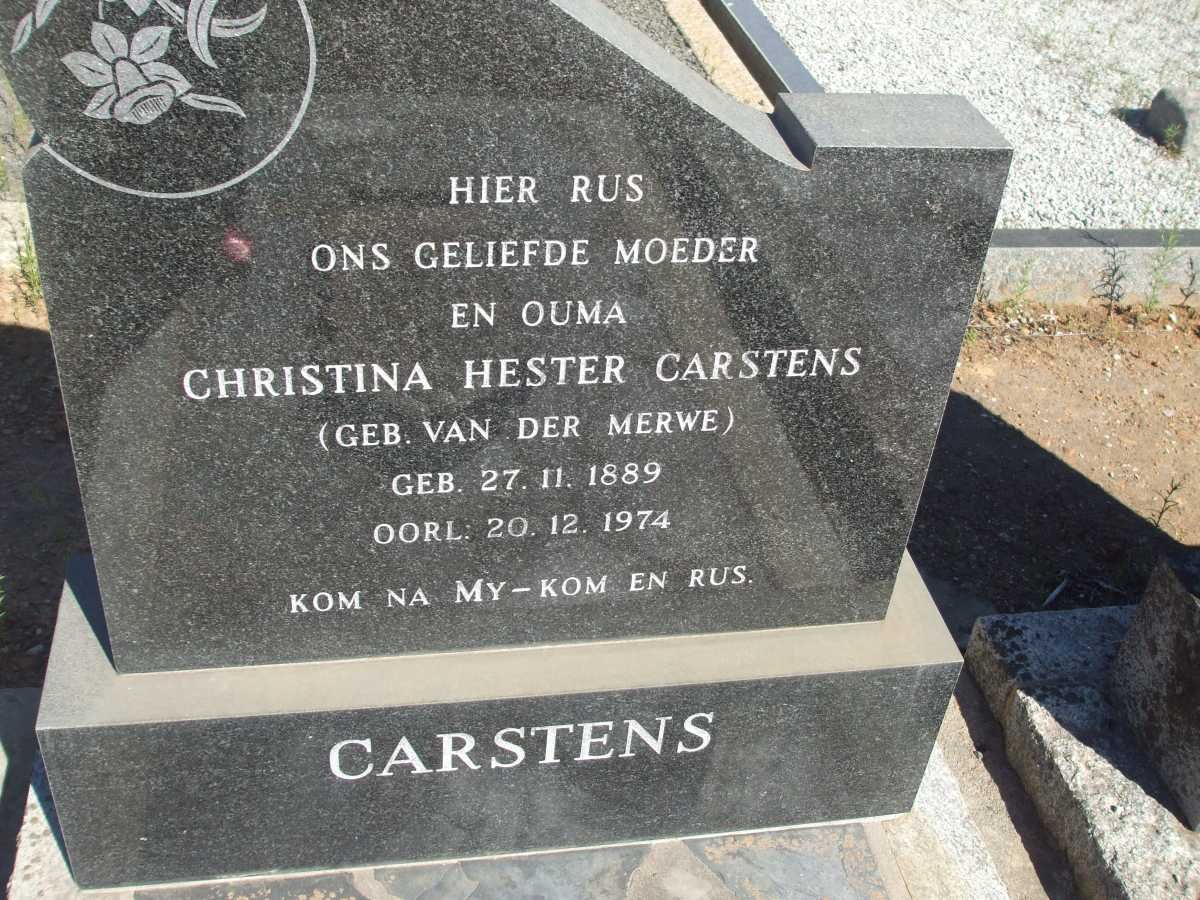 HIER RUS
ONS GELIEFDE MOEDER
EN OUMA
CHRISTINA HESTER CARSTENS
(GEB. VAN DER MERWE)
GEB. 27. 11. 1889
OORL: 20. 12. 1974
KOM NA MY – KOM EN RUS.
CARSTENS